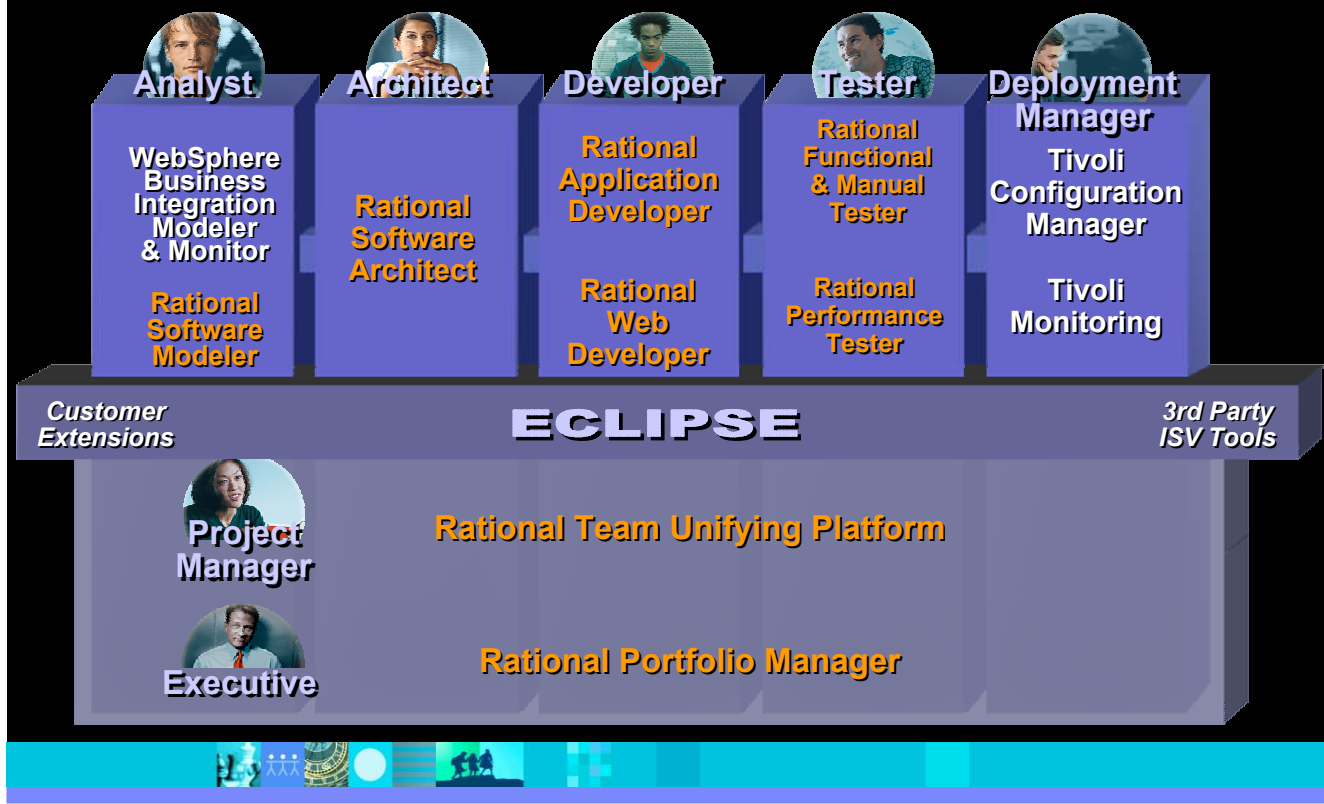 Analyst
WebSphere
Business
Integration
Modeler
& Monitor
Rational
Software
Modeler
Architect
Rational
Software
Architect
Developer
Rational
Application
Developer
Rational
Web
Developer
Tester
Rational
Functional
& Manual
Tester
Rational
Performance
Tester
Deployment
Manager
Tivoli
Configuration
Manager
Tivoli
Monitoring
Customer
Extensions
ECLIPSE
3rd Party
ISV Tools
Project
Manager
Rational Team Unifying Platform
Executive
Rational Portfolio Manager